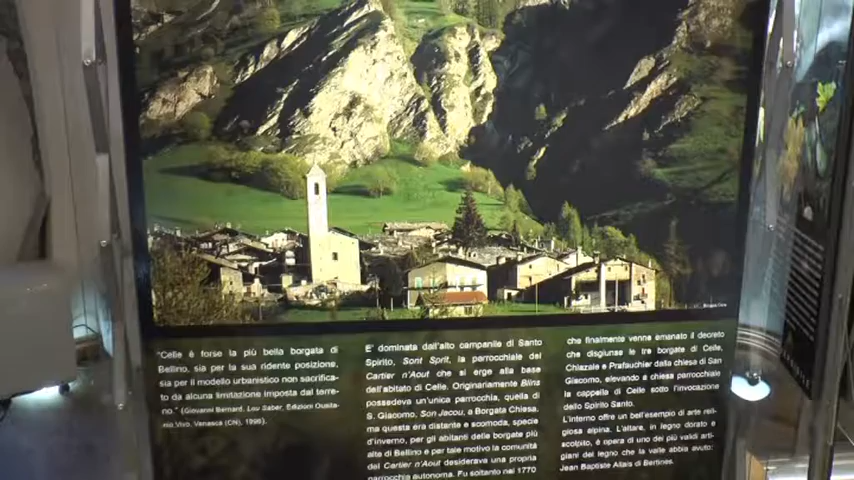 "Celle è forse la più bella borgata di
Bellino, sia per la sua ridente posizione,
sia per il modello urbanistico non sacrifica-
to da alcuna limitazione imposta dal terre-
no." (Giovanni Bernard, Lou Saber, Edizioni Ousita-
nio Vivo, Venasca (CN), 1996).
E' dominata dall'alto campanile di Santo
Spirito, Sont Sprit, la parrocchiale del
Cartier n'Aout che si erge alla base
dell'abitato di Celle. Originariamente Blins
possedeva un'unica parrocchia, quella di
S. Giacomo, Son Jacou, a Borgata Chiesa,
ma questa era distante e scomoda, specie
d'inverno, per gli abitanti delle borgate più
alte di Bellino e per tale motivo la comunità
del Cartier n'Aout desiderava una propria
parrocchia autonoma. Fu soltanto nel 1770
che finalmente venne emanato il decreto
che disgiunse le tre borgate di Celle,
Chiazale e Prafauchier dalla chiesa di San
Giacomo, elevando a chiesa parrocchiale
la cappella di Celle sotto l'invocazione
dello Spirito Santo.
L'interno offre un bell'esempio di arte reli-
giosa alpina. L'altare, in legno dorato e
scolpito, è opera di uno dei più validi arti-
giani del legno che la valle abbia avuto:
Jean Baptiste Allais di Bertines.